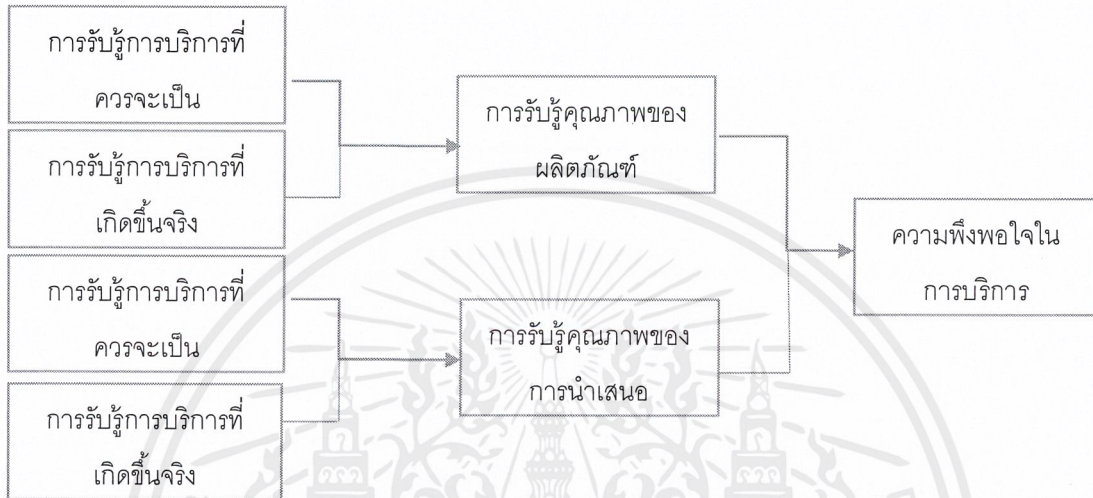 การรับรู้การบริการที่
ควรจะเป็น
การรับรู้การบริการที่
เกิดขึ้นจริง
การรับรู้การบริการที่
ควรจะเป็น
การรับรู้การบริการที่
เกิดขึ้นจริง
การรับรู้คุณภาพของ
ผลิตภัณฑ์
การรับรู้คุณภาพของ
การนำเสนอ
ความพึงพอใจใน
การบริการ